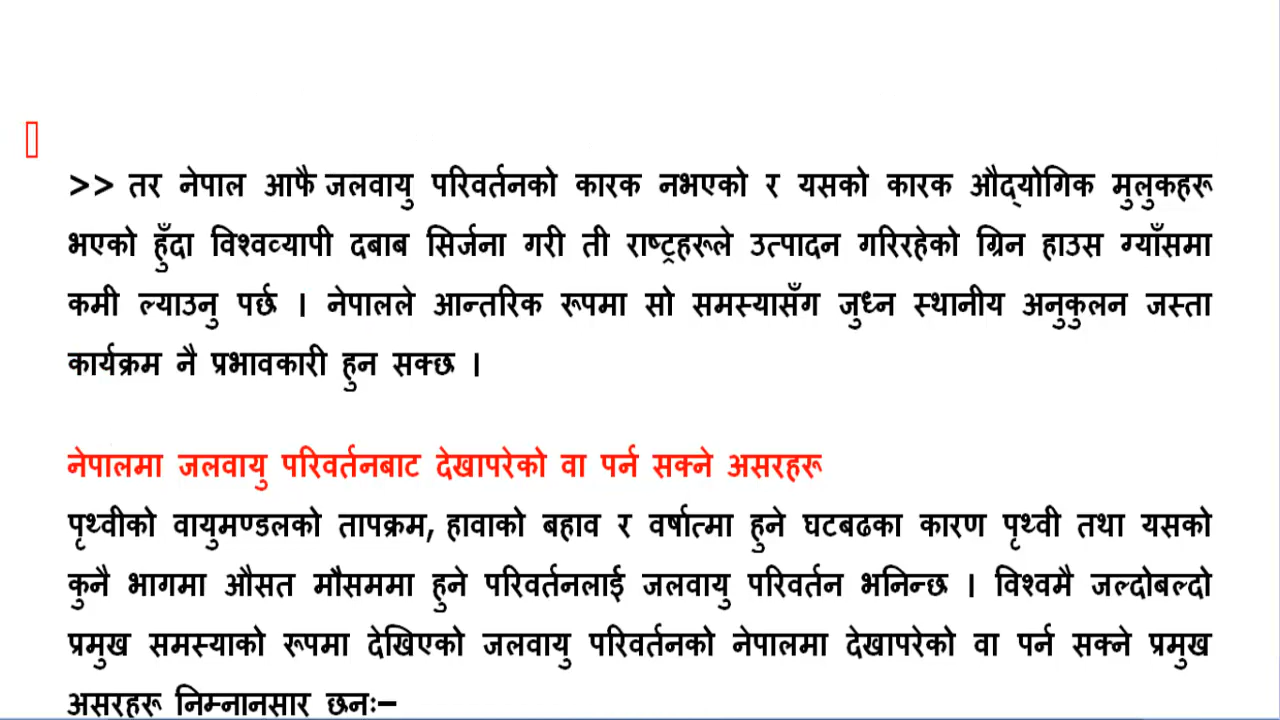 >> तर नेपाल आफै जलवायु परिवर्तनको कारक नभएको र यसको कारक औद्योगिक मुलुकहरू
भएको हुँदा विश्वव्यापी दबाब सिर्जना गरी ती राष्ट्रहरूले उत्पादन गरिरहेको ग्रिन हाउस ग्याँसमा
कमी ल्याउनु पर्छ । नेपालले आन्तरिक रूपमा सो समस्यासँग जुध्न स्थानीय अनुकुलन जस्ता
कार्यक्रम नै प्रभावकारी हुन सक्छ ।
नेपालमा जलवायु परिवर्तनबाट देखापरेको वा पर्न सक्ने असरहरू
पृथ्वीको वायुमण्डलको तापक्रम, हावाको बहाव र वर्षात्मा हुने घटबढका कारण पृथ्वी तथा यसको
कुनै भागमा औसत मौसममा हुने परिवर्तनलाई जलवायु परिवर्तन भनिन्छ । विश्वमै जल्दोबल्दो
प्रमुख समस्याको रूपमा देखिएको जलवायु परिवर्तनको नेपालमा देखापरेको वा पर्न सक्ने प्रमुख
असरहरू निम्नानुसार छन्ः–